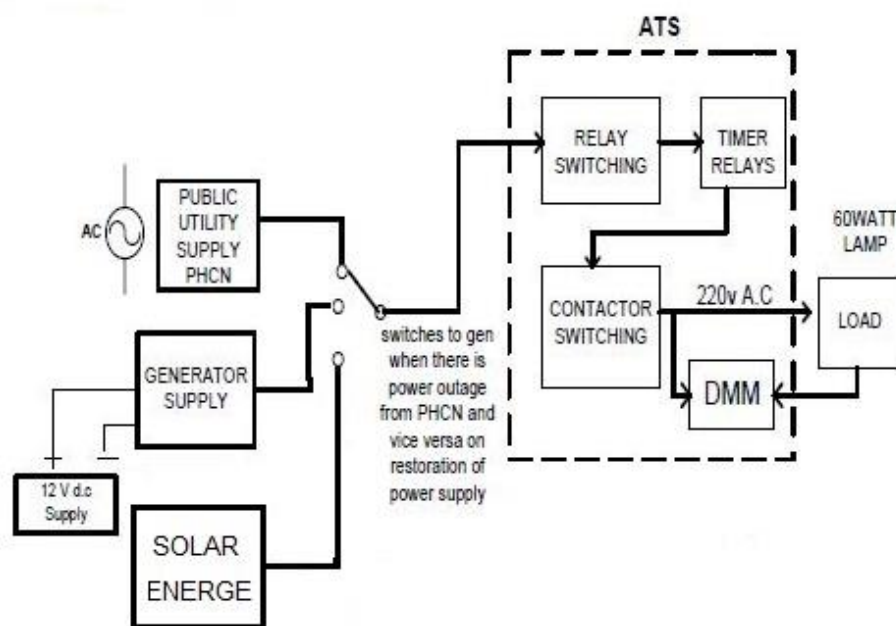 ATS
RELAY
SWITCHING
TIMER
RELAYS
AC
PUBLIC
UTILITY
SUPPLY
PHCN
60WATT
LAMP
CONTACTOR
SWITCHING
220v A.C
LOAD
DMM
switches to gen
when there is
power outage
from PHCN and
vice versa on
restoration of
power supply
GENERATOR
SUPPLY
12 V d.c
Supply
SOLAR
ENERGE